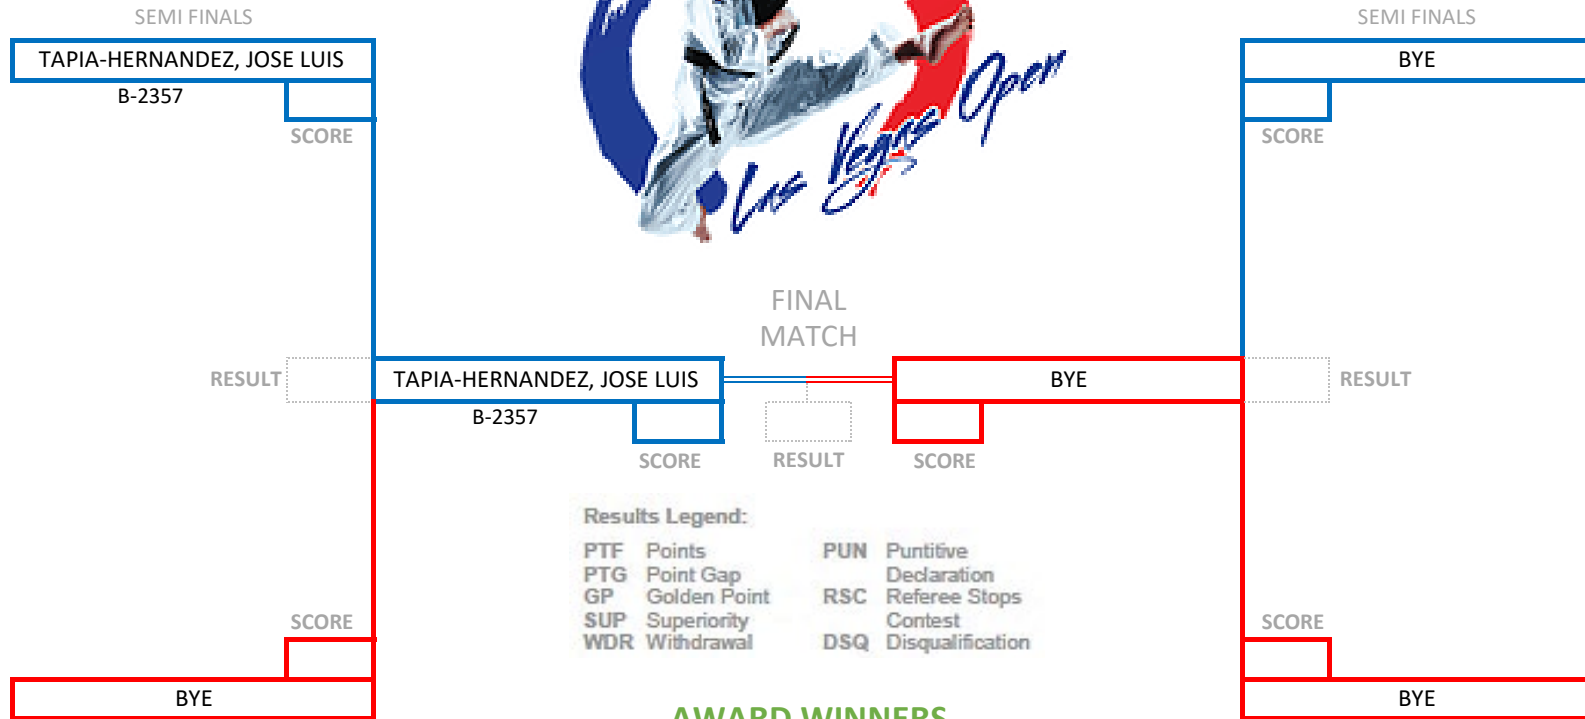 SEMI FINALS
SEMI FINALS
TAPIA-HERNANDEZ, JOSE LUIS
BYE
B-2357
SCORE
SCORE
Las Vegas Open
FINAL
MATCH
RESULT
TAPIA-HERNANDEZ, JOSE LUIS
BYE
RESULT
B-2357
SCORE
RESULT
SCORE
Results Legend:
PTF Points
PTG Point Gap
GP Golden Point
SUP Superiority
WDR Withdrawal
PUN Puntitive
Declaration
RSC Referee Stops
Contest
DSQ Disqualification
SCORE
SCORE
BYE
BYE
AWARD WINNERS